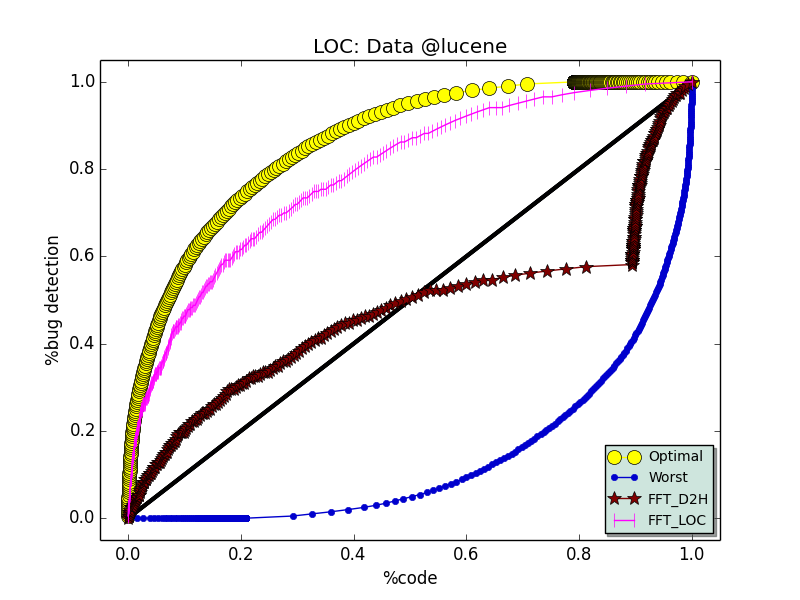 LOC: Data @lucene
1.0
0.8
0.6
0.4
0.2
0.0
%bug detection
0.0 0.2 0.4 0.6 0.8 1.0
%code
Optimal
Worst
FFT_D2H
FFT_LOC